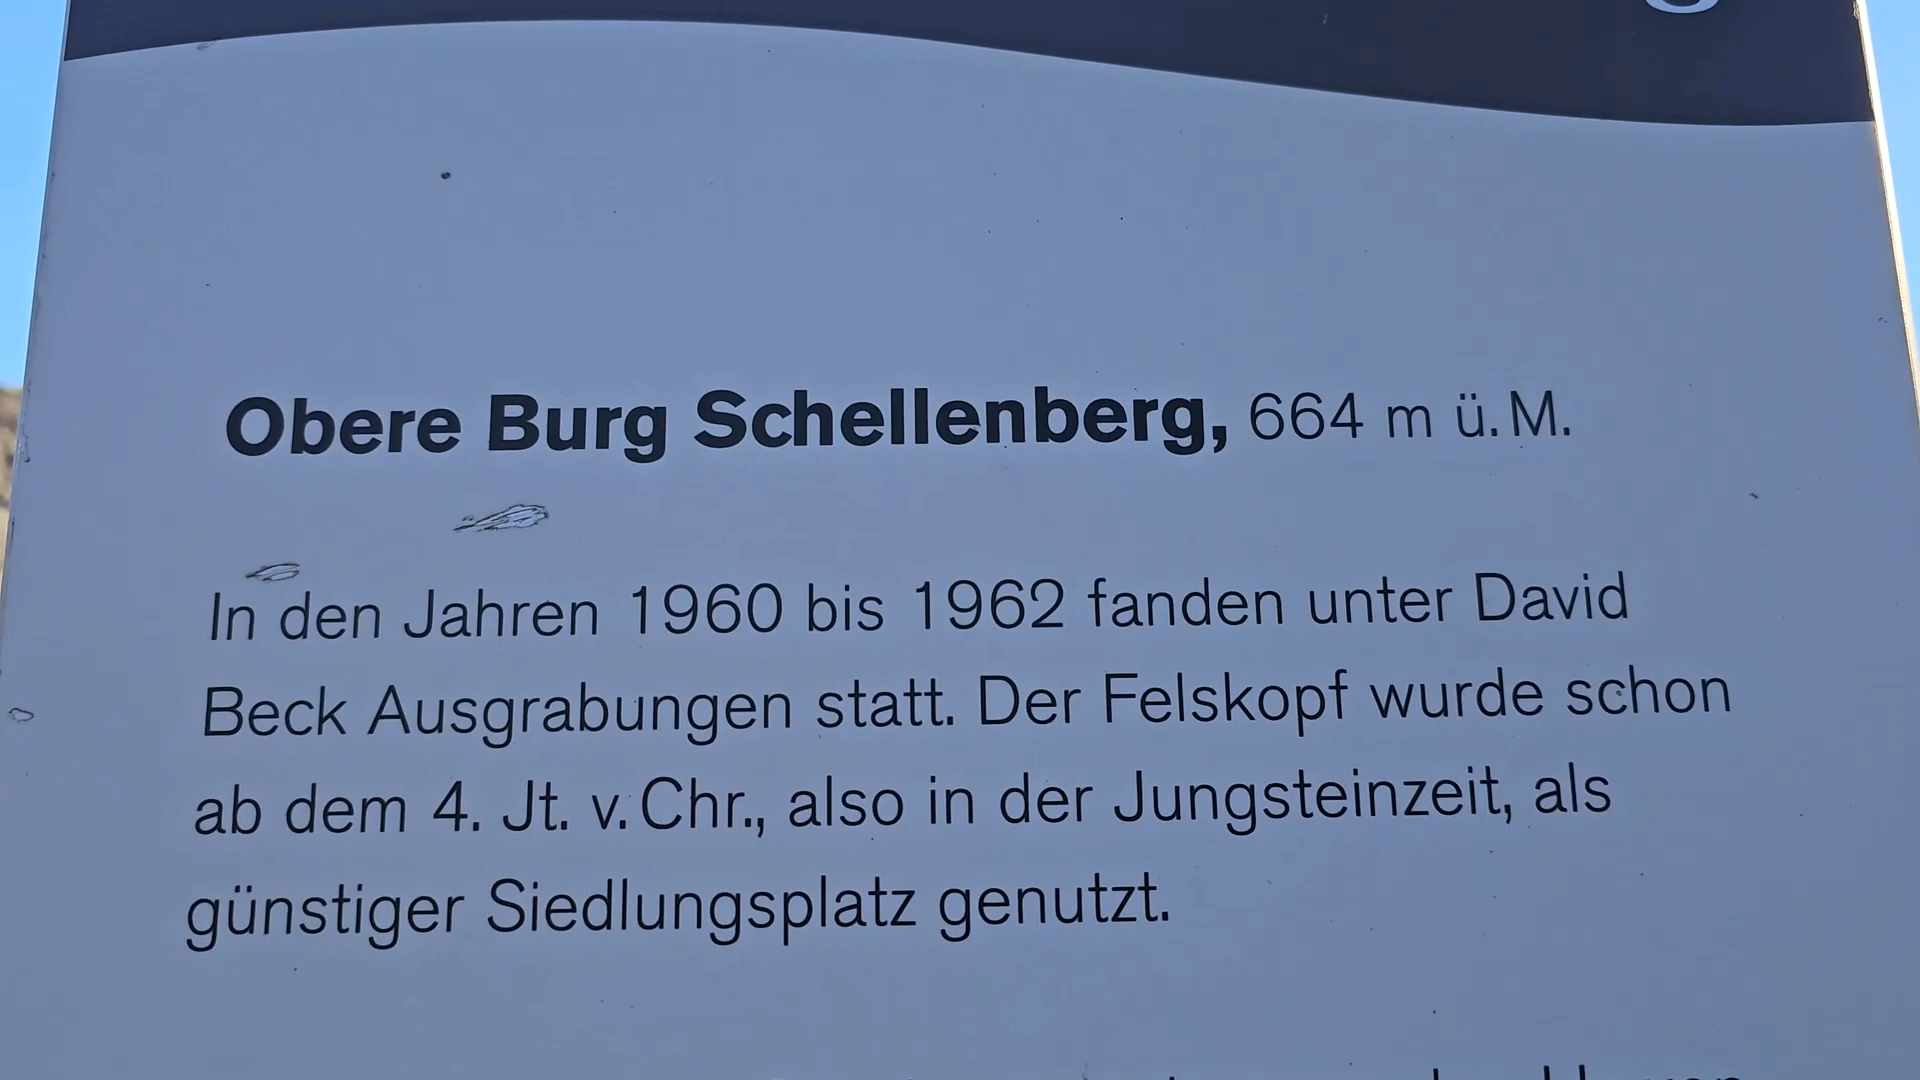 Obere Burg Schellenberg, 664 m ü. M.
In den Jahren 1960 bis 1962 fanden unter David
Beck Ausgrabungen statt. Der Felskopf wurde schon
ab dem 4. Jt. v. Chr., also in der Jungsteinzeit, als
günstiger Siedlungsplatz genutzt.